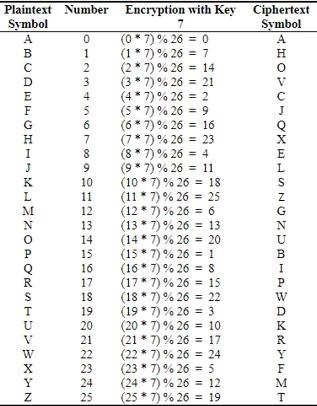 Plaintext Number Encryption with Key Ciphertext
Symbol 7 Symbol
A 0 (0 * 7) % 26 = 0 A
B 1 (1 * 7) % 26 = 7 H
C 2 (2 * 7) % 26 = 14 O
D 3 (3 * 7) % 26 = 21 V
E 4 (4 * 7) % 26 = 2 C
F 5 (5 * 7) % 26 = 9 J
G 6 (6 * 7) % 26 = 16 Q
H 7 (7 * 7) % 26 = 23 X
I 8 (8 * 7) % 26 = 4 E
J 9 (9 * 7) % 26 = 11 L
K 10 (10 * 7) % 26 = 18 S
L 11 (11 * 7) % 26 = 25 Z
M 12 (12 * 7) % 26 = 6 G
N 13 (13 * 7) % 26 = 13 N
O 14 (14 * 7) % 26 = 20 U
P 15 (15 * 7) % 26 = 1 B
Q 16 (16 * 7) % 26 = 8 I
R 17 (17 * 7) % 26 = 15 P
S 18 (18 * 7) % 26 = 22 W
T 19 (19 * 7) % 26 = 3 D
U 20 (20 * 7) % 26 = 10 K
V 21 (21 * 7) % 26 = 17 R
W 22 (22 * 7) % 26 = 24 Y
X 23 (23 * 7) % 26 = 5 F
Y 24 (24 * 7) % 26 = 12 M
Z 25 (25 * 7) % 26 = 19 T